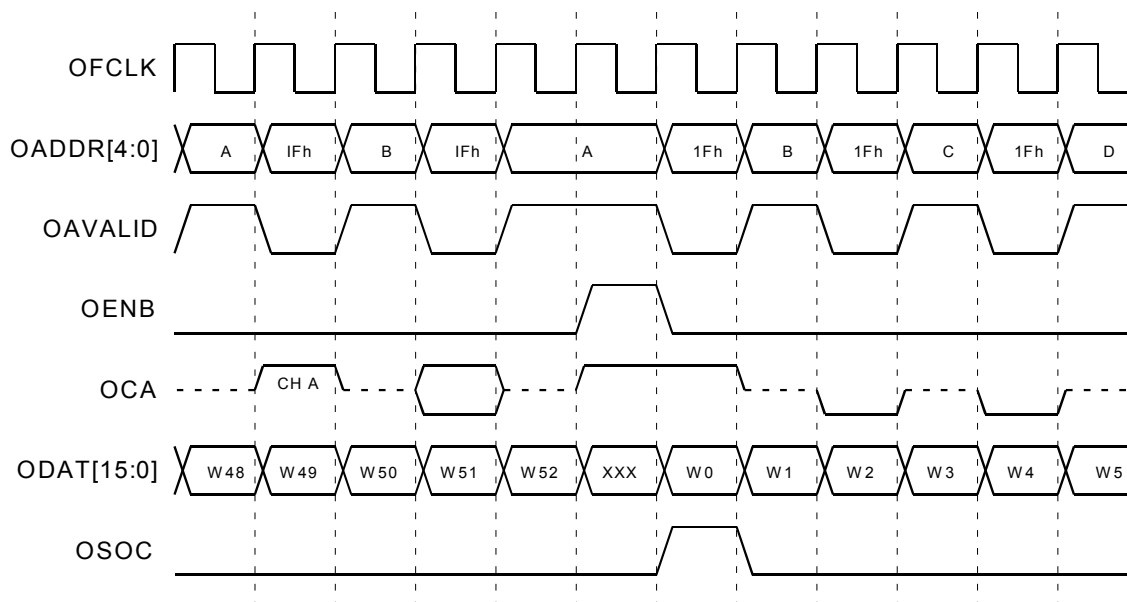 OFCLK
OADDR[4:0] A IFh B IFh A 1Fh B 1Fh C 1Fh D
OAVALID
OENB
OCA CH A
ODAT[15:0] W48 W49 W50 W51 W52 XXX W0 W1 W2 W3 W4 W5
OSOC